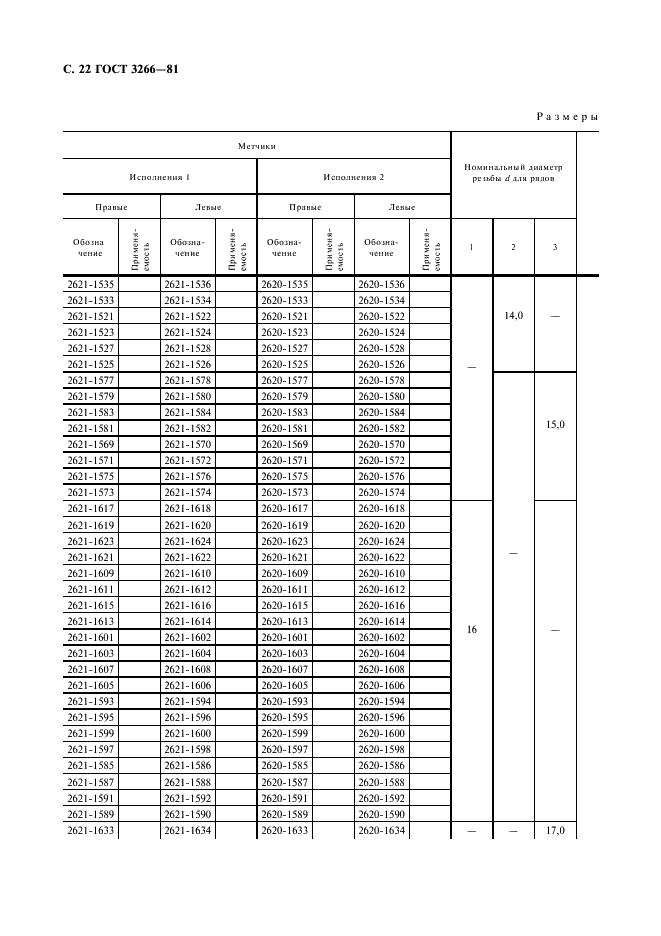 С. 22 ГОСТ 3266—81
Размеры
Метчики
Номинальный диаметр
резьбы d для рядов
Исполнения 1 Исполнения 2
Правые Левые Правые Левые
Обозна
чение
Применя-
емость
Обозна-
чение
Применя-
емость
Обозна-
чение
Применя-
емость
Обозна-
чение
Применя-
емость
1 2 3
2621-1535 2621-1536 2620-1535 2620-1536
2621-1533 2621-1534 2620-1533 2620-1534
2621-1521 2621-1522 2620-1521 2620-1522 14,0 —
2621-1523 2621-1524 2620-1523 2620-1524
2621-1527 2621-1528 2620-1527 2620-1528
2621-1525 2621-1526 2620-1525 2620-1526 —
2621-1577 2621-1578 2620-1577 2620-1578
2621-1579 2621-1580 2620-1579 2620-1580
2621-1583 2621-1584 2620-1583 2620-1584
2621-1581 2621-1582 2620-1581 2620-1582 15,0
2621-1569 2621-1570 2620-1569 2620-1570
2621-1571 2621-1572 2620-1571 2620-1572
2621-1575 2621-1576 2620-1575 2620-1576
2621-1573 2621-1574 2620-1573 2620-1574
2621-1617 2621-1618 2620-1617 2620-1618
2621-1619 2621-1620 2620-1619 2620-1620
2621-1623 2621-1624 2620-1623 2620-1624
2621-1621 2621-1622 2620-1621 2620-1622 —
2621-1609 2621-1610 2620-1609 2620-1610
2621-1611 2621-1612 2620-1611 2620-1612
2621-1615 2621-1616 2620-1615 2620-1616
2621-1613 2621-1614 2620-1613 2620-1614
2621-1601 2621-1602 2620-1601 2620-1602 16 —
2621-1603 2621-1604 2620-1603 2620-1604
2621-1607 2621-1608 2620-1607 2620-1608
2621-1605 2621-1606 2620-1605 2620-1606
2621-1593 2621-1594 2620-1593 2620-1594
2621-1595 2621-1596 2620-1595 2620-1596
2621-1599 2621-1600 2620-1599 2620-1600
2621-1597 2621-1598 2620-1597 2620-1598
2621-1585 2621-1586 2620-1585 2620-1586
2621-1587 2621-1588 2620-1587 2620-1588
2621-1591 2621-1592 2620-1591 2620-1592
2621-1589 2621-1590 2620-1589 2620-1590
2621-1633 2621-1634 2620-1633 2620-1634 — — 17,0